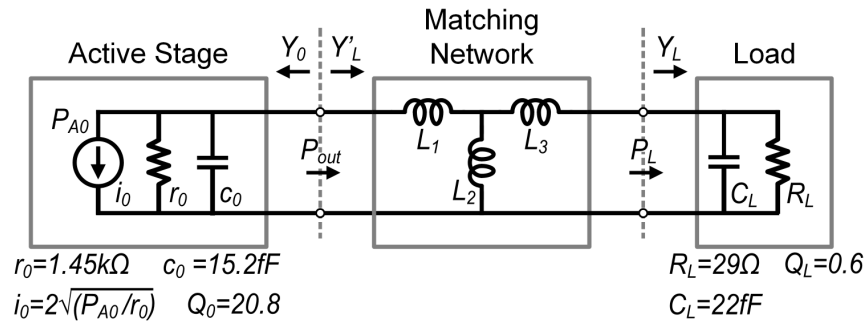 Matching
Active Stage Y0 Y'L Network YL Load
PA0 i0 r0 c0 Pout L1 L2 L3 PL CL RL
r0=1.45kΩ c0 =15.2fF RL=29Ω QL=0.6
i0=2√(PA0/r0) Q0=20.8 CL=22fF